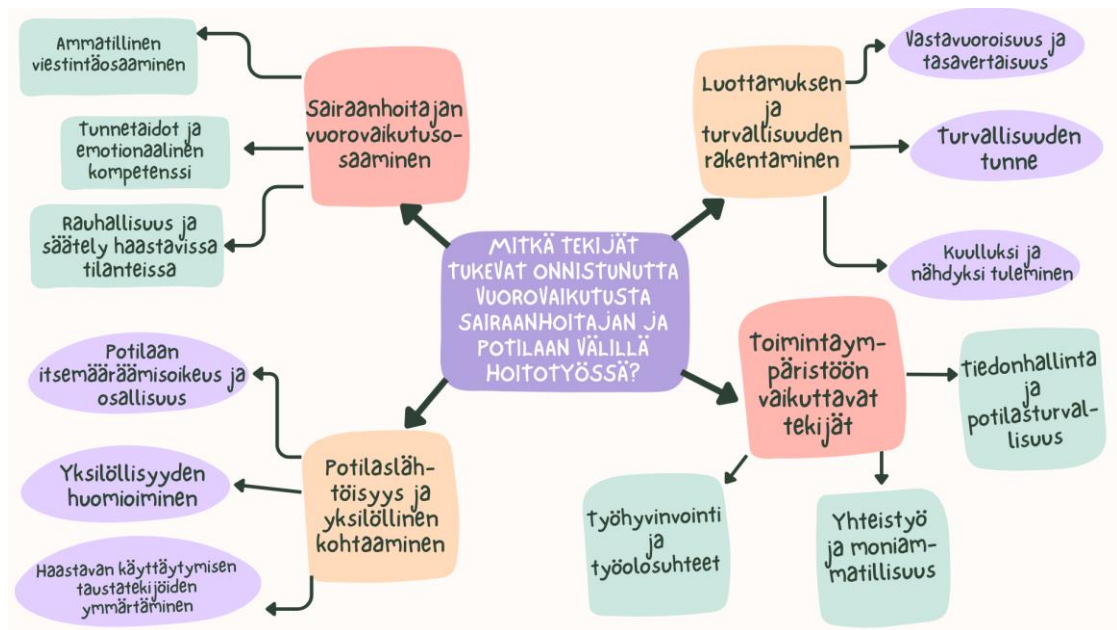 Ammatillinen
viestintäosaaminen
Tunnetaidot ja
emotionaalinen
kompetenssi
Rauhallisuus ja
säätely haastavissa
tilanteissa
Sairaanhoitajan
vuorovaikutuso-
saaminen
Luottamuksen
ja
turvallisuuden
rakentaminen
Vastavuoroisuus ja
tasavertaisuus
Turvallisuuden
tunne
Kuulluksi ja
nähdyksi tuleminen
MITKÄ TEKIJÄT
TUKEVAT ONNISTUNUTTA
VUOROVAIKUTUSTA
SAIRAANHOITAJAN JA
POTILAAN VÄLILLÄ
HOITOTYÖSSÄ?
Potilaan
itsemääräämisoikeus ja
osallisuus
Yksilöllisyyden
huomioiminen
Haastavan käyttäytymisen
taustatekijöiden
ymmärtäminen
Potilasläh-
töisyys ja
yksilöllinen
kohtaaminen
Toimintaym-
päristöön
vaikuttavat
tekijät
Tiedonhallinta
ja
potilasturval-
lisuus
Työhyvinvointi
ja
työolosuhteet
Yhteistyö
ja moniam-
matillisuus